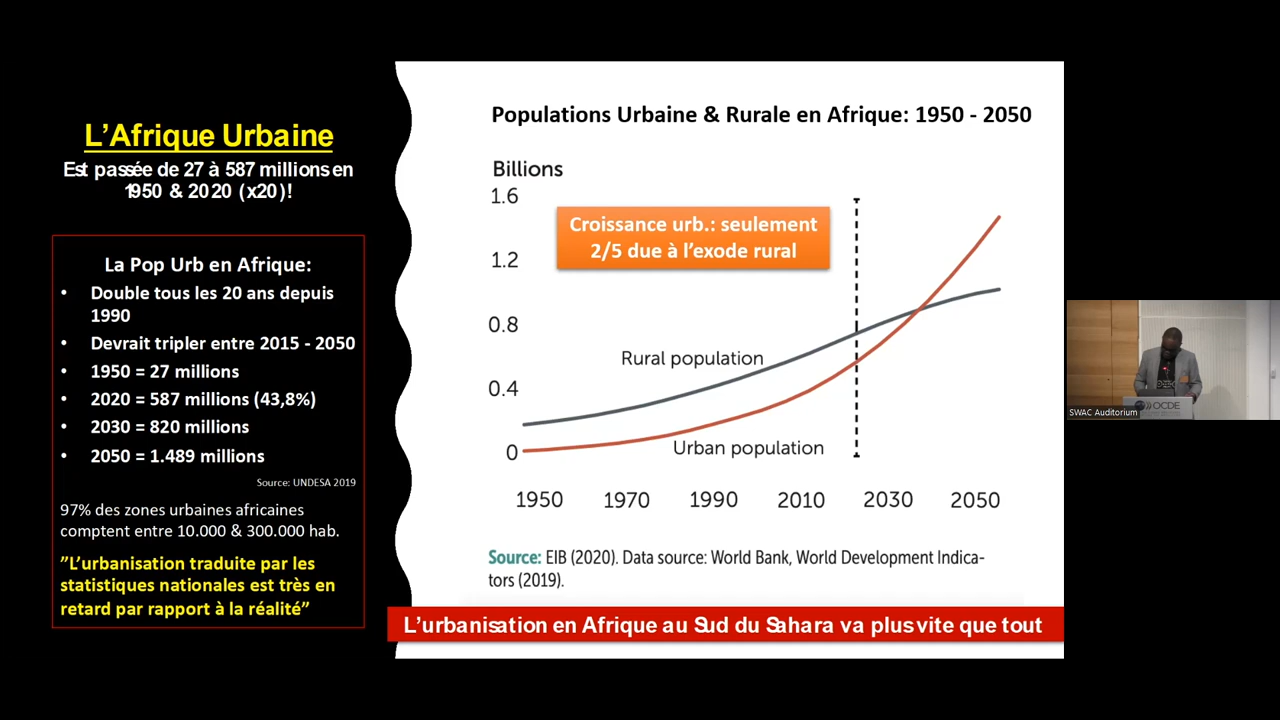 L'Afrique Urbaine
Est passée de 27 à 587 millions en
1950 & 2020 (x20)!
La Pop Urb en Afrique:
• Double tous les 20 ans depuis
1990
• Devrait tripler entre 2015 - 2050
• 1950 = 27 millions
• 2020 = 587 millions (43,8%)
• 2030 = 820 millions
• 2050 = 1.489 millions
Source: UNDESA 2019
97% des zones urbaines africaines
comptent entre 10.000 & 300.000 hab.
"L'urbanisation traduite par les
statistiques nationales est très en
retard par rapport à la réalité"
Populations Urbaine & Rurale en Afrique: 1950 - 2050
Billions
1.6
1.2
0.8
0.4
0
Croissance urb.: seulement
2/5 due à l'exode rural
Rural population
Urban population
1950 1970 1990 2010 2030 2050
Source: EIB (2020). Data source: World Bank, World Development Indica-
tors (2019).
L'urbanisation en Afrique au Sud du Sahara va plus vite que tout
OCDE
SWAC Auditorium